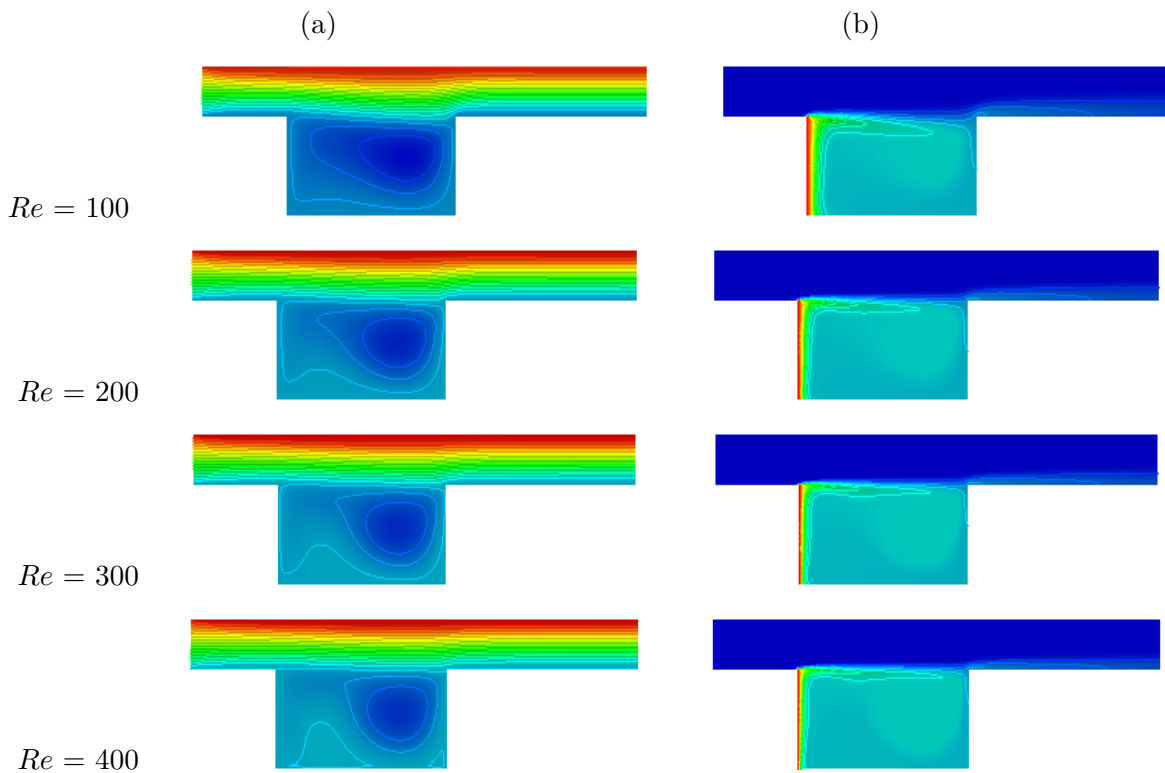 (a) (b)
Re = 100
Re = 200
Re = 300
Re = 400